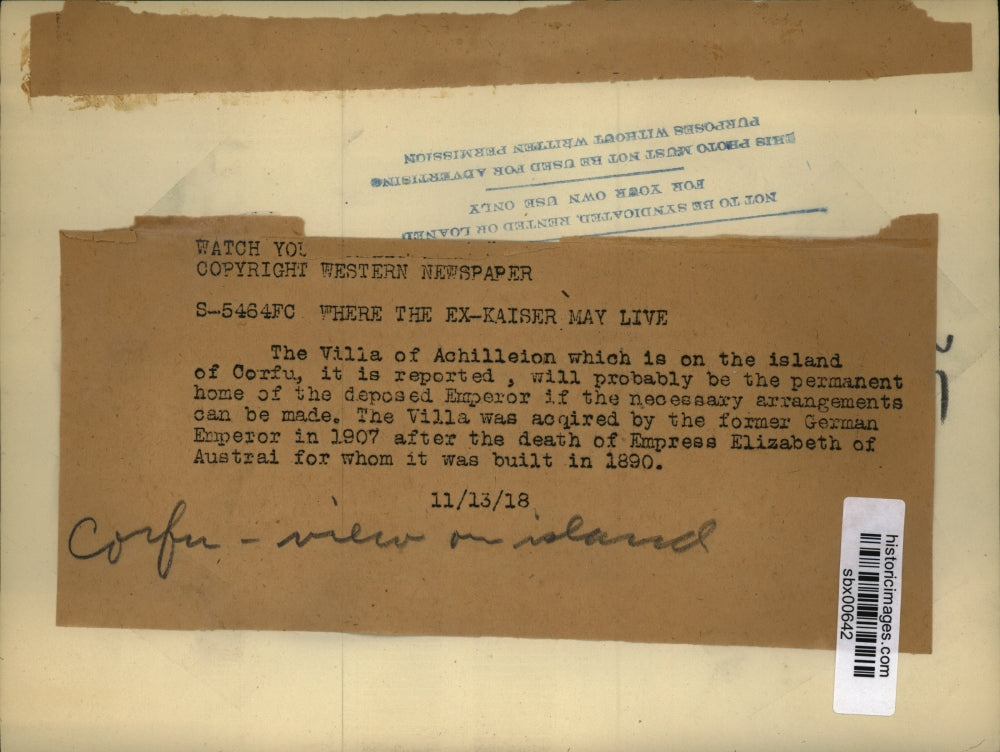 THIS PHOTO MUST NOT BE USED FOR ADVERTISING
PURPOSES WITHOUT WRITTEN PERMISSION
NOT TO BE SYNDICATED, RENTED OR LOANED
FOR YOUR OWN USE ONLY
WATCH YOU
COPYRIGHT WESTERN NEWSPAPER
S-5464FC WHERE THE EX-KAISER MAY LIVE
The Villa of Achilleion which is on the island
of Corfu, it is reported , will probably be the permanent
home of the deposed Emperor if the necessary arrangements
can be made. The Villa was acqired by the former German
Emperor in 1907 after the death of Empress Elizabeth of
Austrai for whom it was built in 1890.
11/13/18
Corfu - view on island
historicimages.com
sbx00642